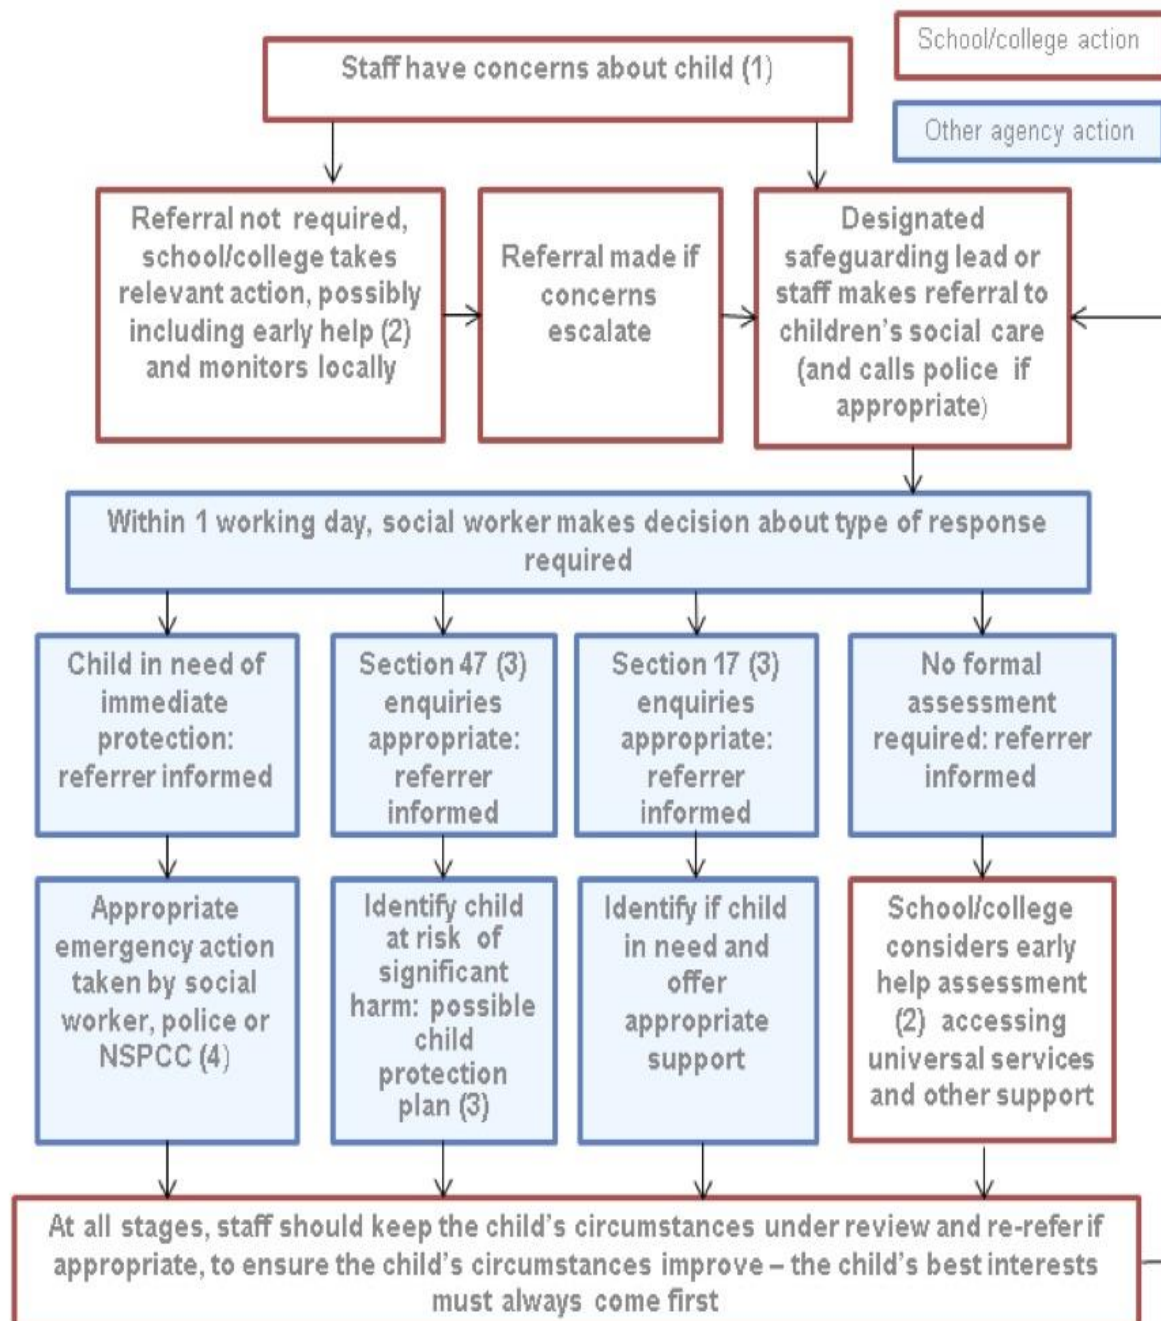 School/college action
Staff have concerns about child (1)
Other agency action
Referral not required,
school/college takes
relevant action, possibly
including early help (2)
and monitors locally
Referral made if
concerns
escalate
Designated
safeguarding lead or
staff makes referral to
children's social care
(and calls police if
appropriate)
Within 1 working day, social worker makes decision about type of response
required
Child in need of
immediate
protection:
referrer informed
Section 47 (3)
enquiries
appropriate:
referrer
informed
Section 17 (3)
enquiries
appropriate:
referrer
informed
No formal
assessment
required: referrer
informed
Appropriate
emergency action
taken by social
worker, police or
NSPCC (4)
Identify child
at risk of
significant
harm: possible
child
protection
plan (3)
Identify if child
in need and
offer
appropriate
support
School/college
considers early
help assessment
(2) accessing
universal services
and other support
At all stages, staff should keep the child's circumstances under review and re-refer if
appropriate, to ensure the child's circumstances improve – the child's best interests
must always come first